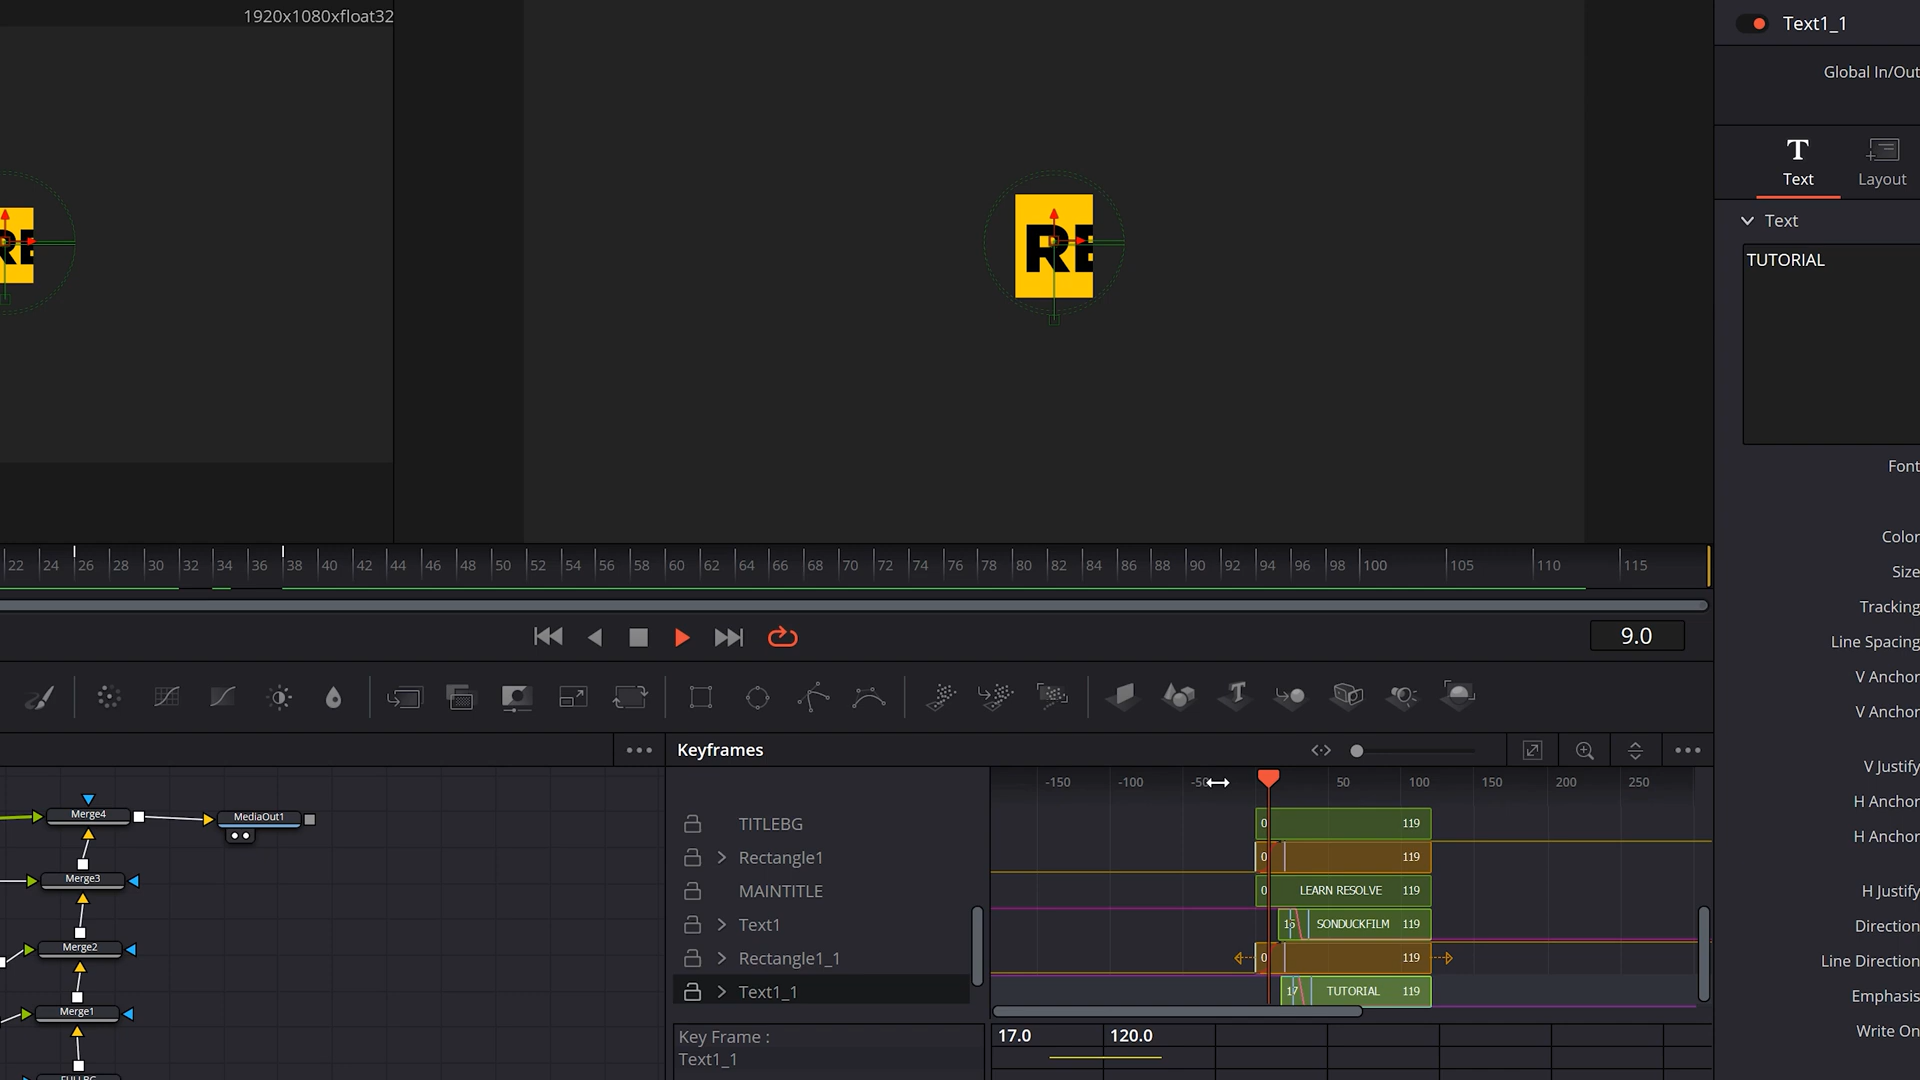 1920x1080xfloat32
Text1_1
Global In/Out
Text
Layout
Text
TUTORIAL
RE
RE
Font
Color
Size
Tracking
Line Spacing
V Anchor
V Anchor
V Justify
H Anchor
H Anchor
H Justify
Direction
Line Direction
Emphasis
Write On
22 24 26 28 30 32 34 36 38 40 42 44 46 48 50 52 54 56 58 60 62 64 66 68 70 72 74 76 78 80 82 84 86 88 90 92 94 96 98 100 105 110 115
9.0
T
Keyframes
-150 -100 -50 50 100 150 200 250
TITLEBG
0 119
Rectangle1
0 119
MAINTITLE
0 LEARN RESOLVE 119
Text1
15 SONDUCKFILM 119
Rectangle1_1
0 119
Text1_1
17 TUTORIAL 119
Key Frame :
Text1_1
17.0 120.0
Merge4
MediaOut1
Merge3
Merge2
Merge1